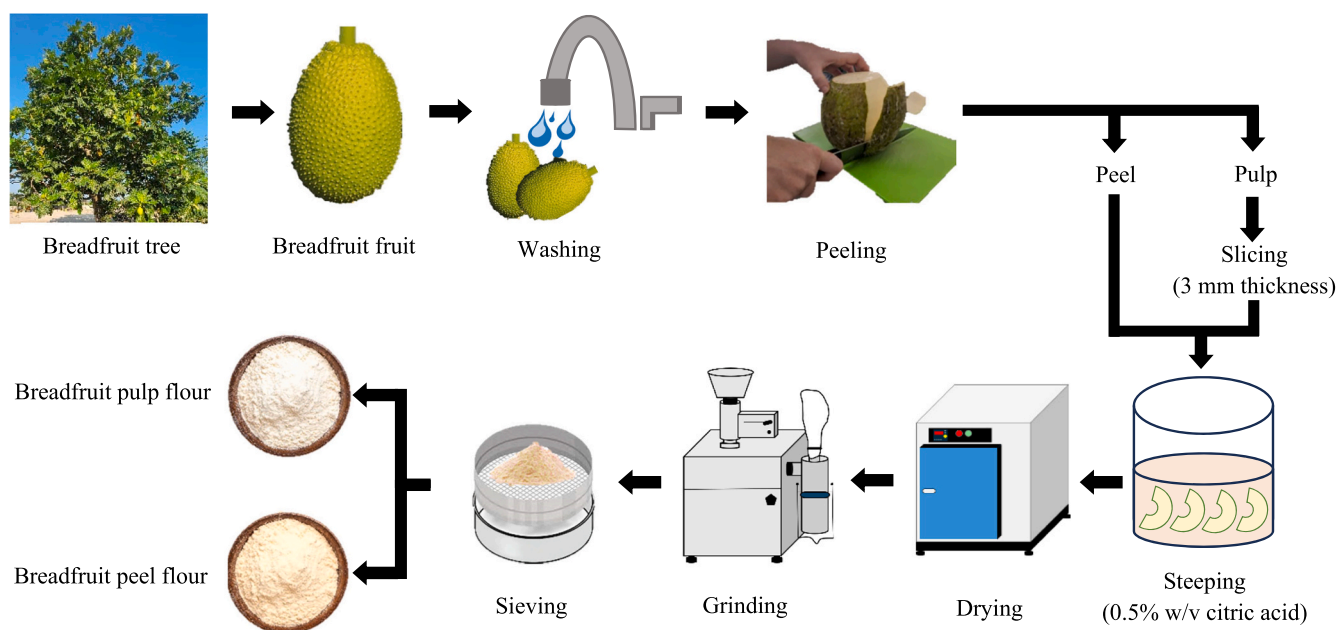 Breadfruit tree
Breadfruit fruit
Washing
Peeling
Peel
Pulp
Slicing
(3 mm thickness)
Steeping
(0.5% w/v citric acid)
Drying
Grinding
Sieving
Breadfruit pulp flour
Breadfruit peel flour